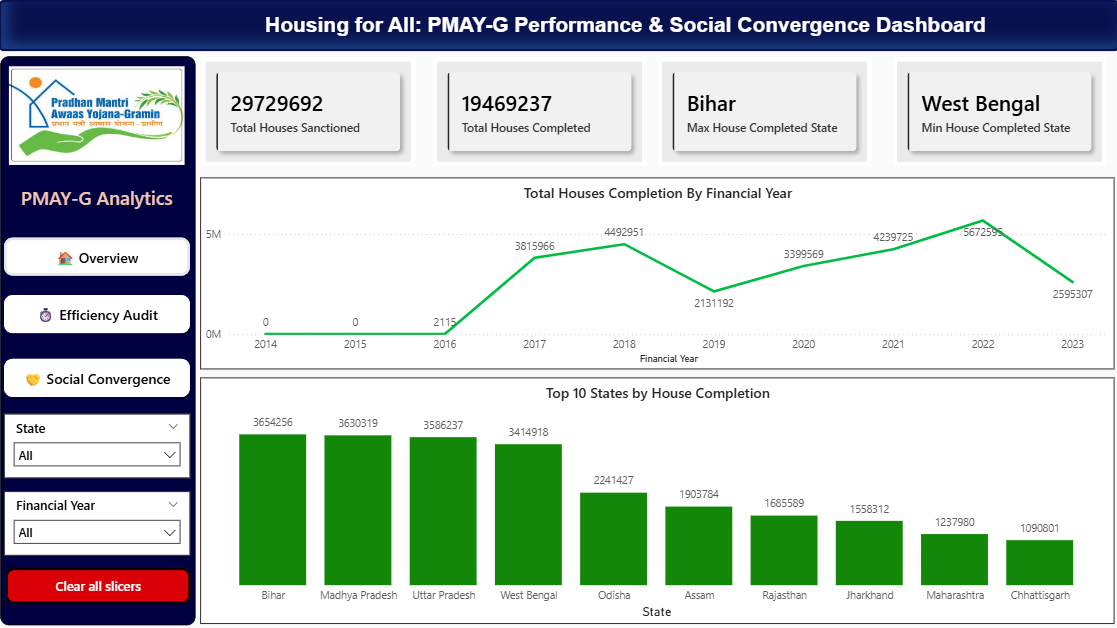 Housing for All: PMAY-G Performance & Social Convergence Dashboard
Pradhan Mantri
Awaas Yojana-Gramin
प्रधान मंत्री आवास योजना - ग्रामीण
PMAY-G Analytics
Overview
Efficiency Audit
Social Convergence
State
All
Financial Year
All
Clear all slicers
29729692
Total Houses Sanctioned
19469237
Total Houses Completed
Bihar
Max House Completed State
West Bengal
Min House Completed State
Total Houses Completion By Financial Year
5M
0M
0 0 2115 3815966 4492951 2131192 3399569 4239725 5672595 2595307
2014 2015 2016 2017 2018 2019 2020 2021 2022 2023
Financial Year
Top 10 States by House Completion
3654256 3630319 3586237 3414918 2241427 1903784 1685589 1558312 1237980 1090801
Bihar Madhya Pradesh Uttar Pradesh West Bengal Odisha Assam Rajasthan Jharkhand Maharashtra Chhattisgarh
State